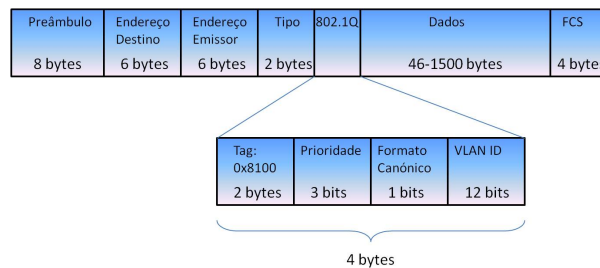 Preâmbulo
8 bytes
Endereço
Destino
6 bytes
Endereço
Emissor
6 bytes
Tipo
2 bytes
802.1Q
Dados
46-1500 bytes
FCS
4 bytes
Tag:
0x8100
2 bytes
Prioridade
3 bits
Formato
Canónico
1 bits
VLAN ID
12 bits
4 bytes